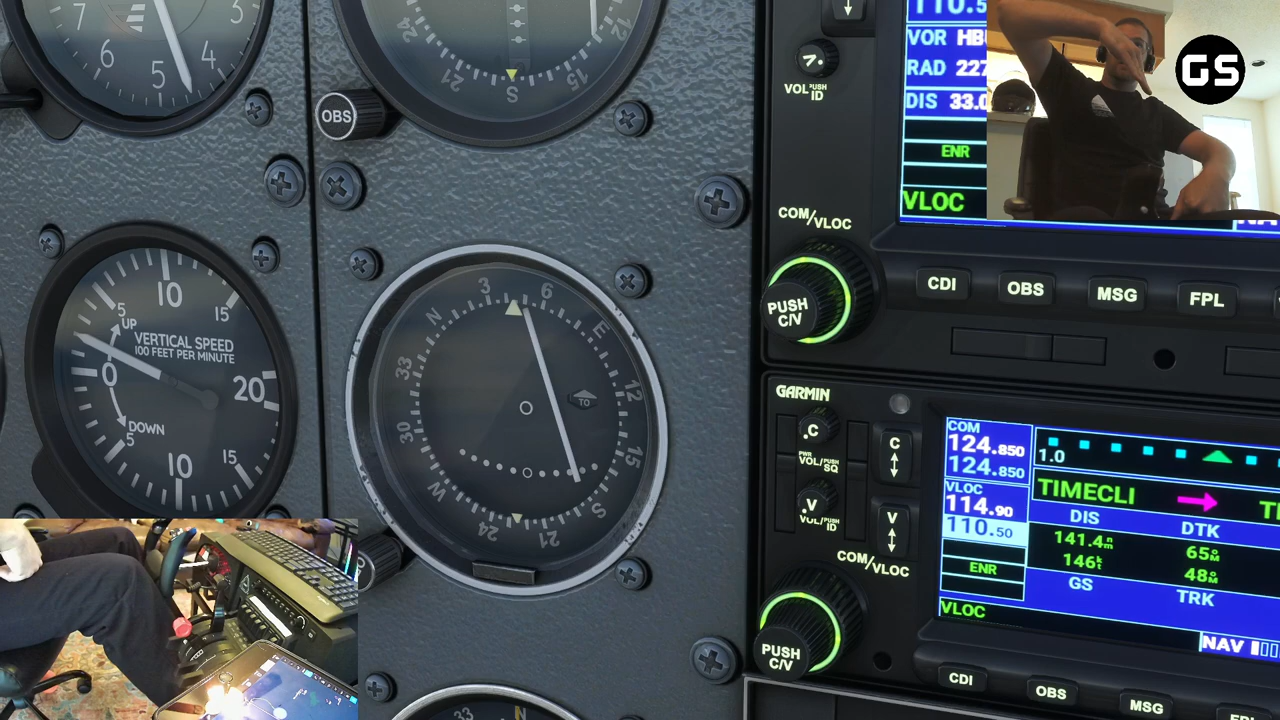 7
6
5
4
3
24
21
S
15
12
OBS
110.5
VOR HB
RAD 227
DIS 33.0
ENR
VLOC
VOL PUSH ID
COM/VLOC
PUSH C/V
CDI
OBS
MSG
FPL
GS
5
10
15
UP
VERTICAL SPEED
100 FEET PER MINUTE
0
20
DOWN
5
10
15
N
3
6
E
12
15
S
21
24
W
30
33
TO
GARMIN
C
C
PWR VOL/PUSH SQ
V
V
VOL/PUSH ID
COM/VLOC
PUSH C/V
COM
124.850
124.850
VLOC
114.90
110.50
ENR
VLOC
1.0
TIMECLI
DIS
DTK
141.4
65
146
48
GS
TRK
NAV
CDI
OBS
MSG
33
N